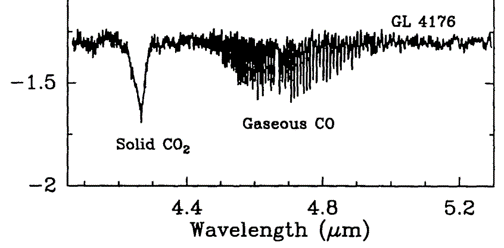 GL 4176
−1.5
Gaseous CO
Solid CO₂
−2
4.4 4.8 5.2
Wavelength (μm)